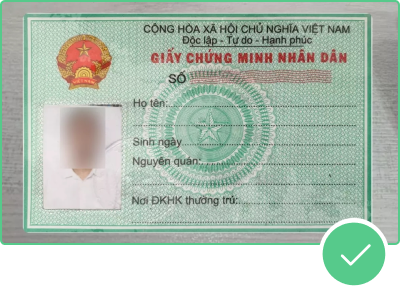 CỘNG HÒA XÃ HỘI CHỦ NGHĨA VIỆT NAM
Độc lập - Tự do - Hạnh phúc
GIẤY CHỨNG MINH NHÂN DÂN
SỐ
Họ tên:
Sinh ngày
Nguyên quán:
Nơi ĐKHK thường trú: